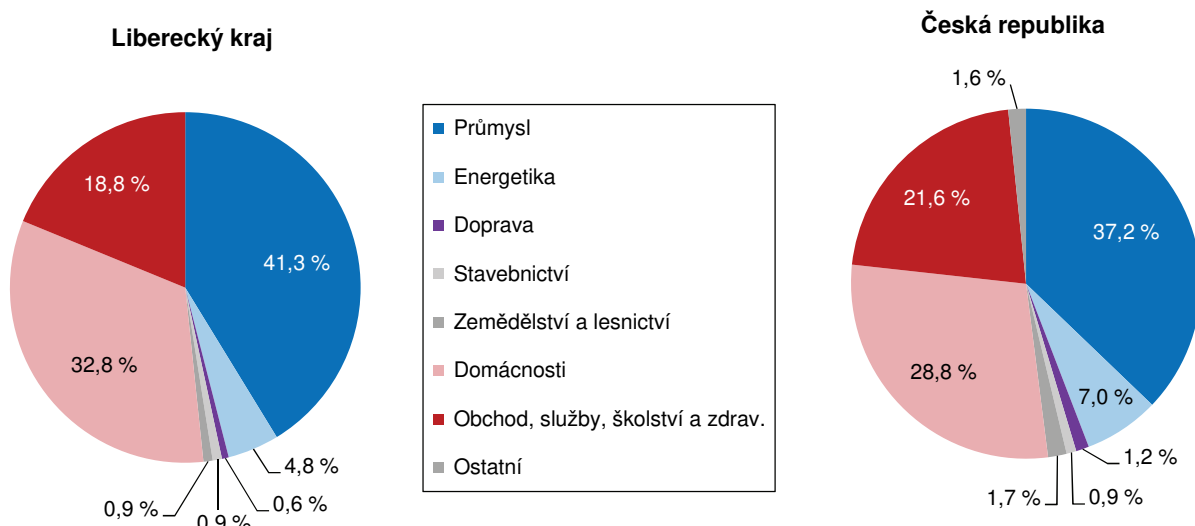 Liberecký kraj
18,8 %
41,3 %
32,8 %
4,8 %
0,6 %
0,9 %
0,9 %
Průmysl
Energetika
Doprava
Stavebnictví
Zemědělství a lesnictví
Domácnosti
Obchod, služby, školství a zdrav.
Ostatní
Česká republika
1,6 %
21,6 %
37,2 %
28,8 %
7,0 %
1,2 %
0,9 %
1,7 %